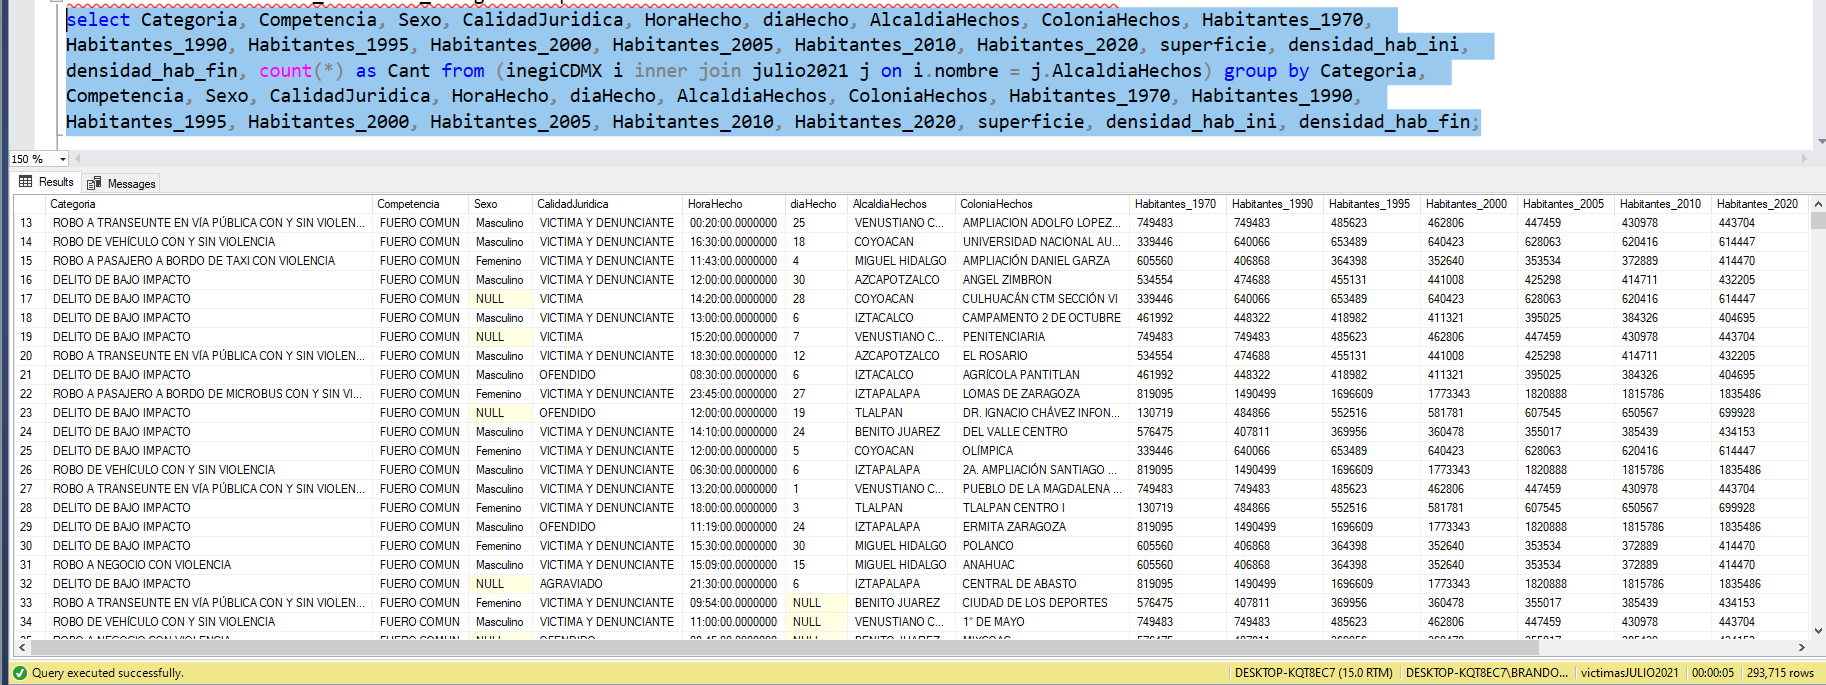 select Categoria, Competencia, Sexo, CalidadJuridica, HoraHecho, diaHecho, AlcaldiaHechos, ColoniaHechos, Habitantes_1970,
Habitantes_1990, Habitantes_1995, Habitantes_2000, Habitantes_2005, Habitantes_2010, Habitantes_2020, superficie, densidad_hab_ini,
densidad_hab_fin, count(*) as Cant from (inegiCDMX i inner join julio2021 j on i.nombre = j.AlcaldiaHechos) group by Categoria,
Competencia, Sexo, CalidadJuridica, HoraHecho, diaHecho, AlcaldiaHechos, ColoniaHechos, Habitantes_1970, Habitantes_1990,
Habitantes_1995, Habitantes_2000, Habitantes_2005, Habitantes_2010, Habitantes_2020, superficie, densidad_hab_ini, densidad_hab_fin;
150 %
Results Messages
Categoria Competencia Sexo CalidadJuridica HoraHecho diaHecho AlcaldiaHechos ColoniaHechos Habitantes_1970 Habitantes_1990 Habitantes_1995 Habitantes_2000 Habitantes_2005 Habitantes_2010 Habitantes_2020
13 ROBO A TRANSEUNTE EN VÍA PÚBLICA CON Y SIN VIOLEN... FUERO COMUN Masculino VICTIMA Y DENUNCIANTE 00:20:00.0000000 25 VENUSTIANO C... AMPLIACION ADOLFO LOPEZ... 749483 749483 485623 462806 447459 430978 443704
14 ROBO DE VEHÍCULO CON Y SIN VIOLENCIA FUERO COMUN Masculino VICTIMA Y DENUNCIANTE 16:30:00.0000000 18 COYOACAN UNIVERSIDAD NACIONAL AU... 339446 640066 653489 640423 628063 620416 614447
15 ROBO A PASAJERO A BORDO DE TAXI CON VIOLENCIA FUERO COMUN Femenino VICTIMA Y DENUNCIANTE 11:43:00.0000000 4 MIGUEL HIDALGO AMPLIACIÓN DANIEL GARZA 605560 406868 364398 352640 353534 372889 414470
16 DELITO DE BAJO IMPACTO FUERO COMUN Masculino VICTIMA Y DENUNCIANTE 12:00:00.0000000 30 AZCAPOTZALCO ANGEL ZIMBRON 534554 474688 455131 441008 425298 414711 432205
17 DELITO DE BAJO IMPACTO FUERO COMUN NULL VICTIMA 14:20:00.0000000 28 COYOACAN CULHUACÁN CTM SECCIÓN VI 339446 640066 653489 640423 628063 620416 614447
18 DELITO DE BAJO IMPACTO FUERO COMUN Masculino VICTIMA Y DENUNCIANTE 13:00:00.0000000 6 IZTACALCO CAMPAMENTO 2 DE OCTUBRE 461992 448322 418982 411321 395025 384326 404695
19 DELITO DE BAJO IMPACTO FUERO COMUN NULL VICTIMA 15:20:00.0000000 7 VENUSTIANO C... PENITENCIARIA 749483 749483 485623 462806 447459 430978 443704
20 ROBO A TRANSEUNTE EN VÍA PÚBLICA CON Y SIN VIOLEN... FUERO COMUN Masculino VICTIMA Y DENUNCIANTE 18:30:00.0000000 12 AZCAPOTZALCO EL ROSARIO 534554 474688 455131 441008 425298 414711 432205
21 DELITO DE BAJO IMPACTO FUERO COMUN Masculino OFENDIDO 08:30:00.0000000 6 IZTACALCO AGRÍCOLA PANTITLAN 461992 448322 418982 411321 395025 384326 404695
22 ROBO A PASAJERO A BORDO DE MICROBUS CON Y SIN VI... FUERO COMUN Femenino VICTIMA Y DENUNCIANTE 23:45:00.0000000 27 IZTAPALAPA LOMAS DE ZARAGOZA 819095 1490499 1696609 1773343 1820888 1815786 1835486
23 DELITO DE BAJO IMPACTO FUERO COMUN NULL OFENDIDO 12:00:00.0000000 19 TLALPAN DR. IGNACIO CHÁVEZ INFON... 130719 484866 552516 581781 607545 650567 699928
24 DELITO DE BAJO IMPACTO FUERO COMUN Masculino VICTIMA Y DENUNCIANTE 14:10:00.0000000 24 BENITO JUAREZ DEL VALLE CENTRO 576475 407811 369956 360478 355017 385439 434153
25 DELITO DE BAJO IMPACTO FUERO COMUN Femenino VICTIMA Y DENUNCIANTE 12:00:00.0000000 5 COYOACAN OLÍMPICA 339446 640066 653489 640423 628063 620416 614447
26 ROBO DE VEHÍCULO CON Y SIN VIOLENCIA FUERO COMUN Masculino VICTIMA Y DENUNCIANTE 06:30:00.0000000 6 IZTAPALAPA 2A. AMPLIACIÓN SANTIAGO ... 819095 1490499 1696609 1773343 1820888 1815786 1835486
27 ROBO A TRANSEUNTE EN VÍA PÚBLICA CON Y SIN VIOLEN... FUERO COMUN Masculino VICTIMA Y DENUNCIANTE 13:20:00.0000000 1 VENUSTIANO C... PUEBLO DE LA MAGDALENA ... 749483 749483 485623 462806 447459 430978 443704
28 DELITO DE BAJO IMPACTO FUERO COMUN Femenino VICTIMA Y DENUNCIANTE 18:00:00.0000000 3 TLALPAN TLALPAN CENTRO I 130719 484866 552516 581781 607545 650567 699928
29 DELITO DE BAJO IMPACTO FUERO COMUN Masculino OFENDIDO 11:19:00.0000000 24 IZTAPALAPA ERMITA ZARAGOZA 819095 1490499 1696609 1773343 1820888 1815786 1835486
30 DELITO DE BAJO IMPACTO FUERO COMUN Femenino VICTIMA Y DENUNCIANTE 15:30:00.0000000 30 MIGUEL HIDALGO POLANCO 605560 406868 364398 352640 353534 372889 414470
31 ROBO A NEGOCIO CON VIOLENCIA FUERO COMUN Masculino VICTIMA Y DENUNCIANTE 15:09:00.0000000 15 MIGUEL HIDALGO ANAHUAC 605560 406868 364398 352640 353534 372889 414470
32 DELITO DE BAJO IMPACTO FUERO COMUN NULL AGRAVIADO 21:30:00.0000000 6 IZTAPALAPA CENTRAL DE ABASTO 819095 1490499 1696609 1773343 1820888 1815786 1835486
33 ROBO A TRANSEUNTE EN VÍA PÚBLICA CON Y SIN VIOLEN... FUERO COMUN Femenino VICTIMA Y DENUNCIANTE 09:54:00.0000000 NULL BENITO JUAREZ CIUDAD DE LOS DEPORTES 576475 407811 369956 360478 355017 385439 434153
34 ROBO DE VEHÍCULO CON Y SIN VIOLENCIA FUERO COMUN Masculino VICTIMA Y DENUNCIANTE 11:00:00.0000000 NULL VENUSTIANO C... 1° DE MAYO 749483 749483 485623 462806 447459 430978 443704
Query executed successfully. DESKTOP-KQT8EC7 (15.0 RTM) DESKTOP-KQT8EC7\BRANDO... victimasJULIO2021 00:00:05 293,715 rows